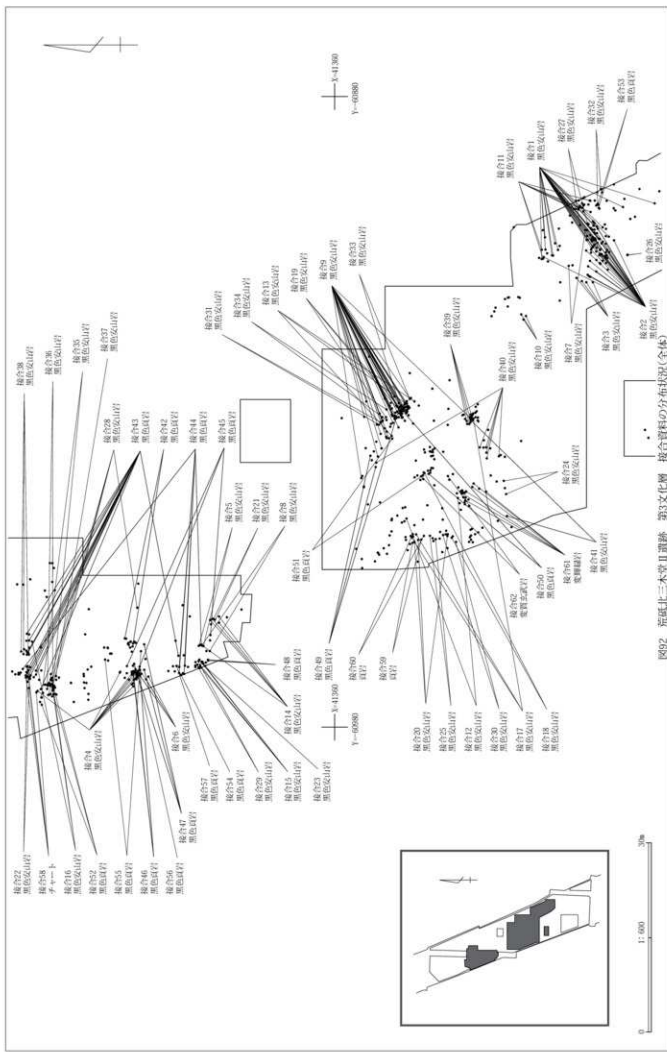 接合38
黒色安山岩
接合36
黒色安山岩
接合35
黒色安山岩
接合37
黒色安山岩
接合28
黒色安山岩
接合43
黒色頁岩
接合42
黒色頁岩
接合44
黒色頁岩
接合45
黒色頁岩
接合5
黒色安山岩
接合21
黒色安山岩
接合8
黒色安山岩
接合22
黒色安山岩
接合58
チャート
接合16
黒色安山岩
接合52
黒色頁岩
接合55
黒色頁岩
接合46
黒色頁岩
接合56
黒色頁岩
接合4
黒色安山岩
接合6
黒色安山岩
接合47
黒色頁岩
接合57
黒色頁岩
接合54
黒色頁岩
接合29
黒色安山岩
接合15
黒色安山岩
接合23
黒色安山岩
接合14
黒色安山岩
接合48
黒色頁岩
接合31
黒色安山岩
接合34
黒色安山岩
接合13
黒色安山岩
接合19
黒色安山岩
接合9
黒色安山岩
接合33
黒色安山岩
接合51
黒色頁岩
接合49
黒色頁岩
接合60
頁岩
接合59
頁岩
接合20
黒色安山岩
接合25
黒色安山岩
接合12
黒色安山岩
接合30
黒色安山岩
接合17
黒色安山岩
接合18
黒色安山岩
接合39
黒色安山岩
接合40
黒色安山岩
接合24
黒色安山岩
接合41
黒色安山岩
接合61
変輝緑岩
接合50
黒色頁岩
接合62
変質玄武岩
接合11
黒色安山岩
接合1
黒色安山岩
接合27
黒色安山岩
接合32
黒色安山岩
接合53
黒色頁岩
接合10
黒色安山岩
接合7
黒色安山岩
接合3
黒色安山岩
接合2
黒色安山岩
接合26
黒色安山岩
X=41360
Y=-60880
X=41360
Y=-60980
1:600
0
30m
図92 荒砥北三木堂Ⅱ遺跡 第3文化層 接合資料の分布状況(全体)